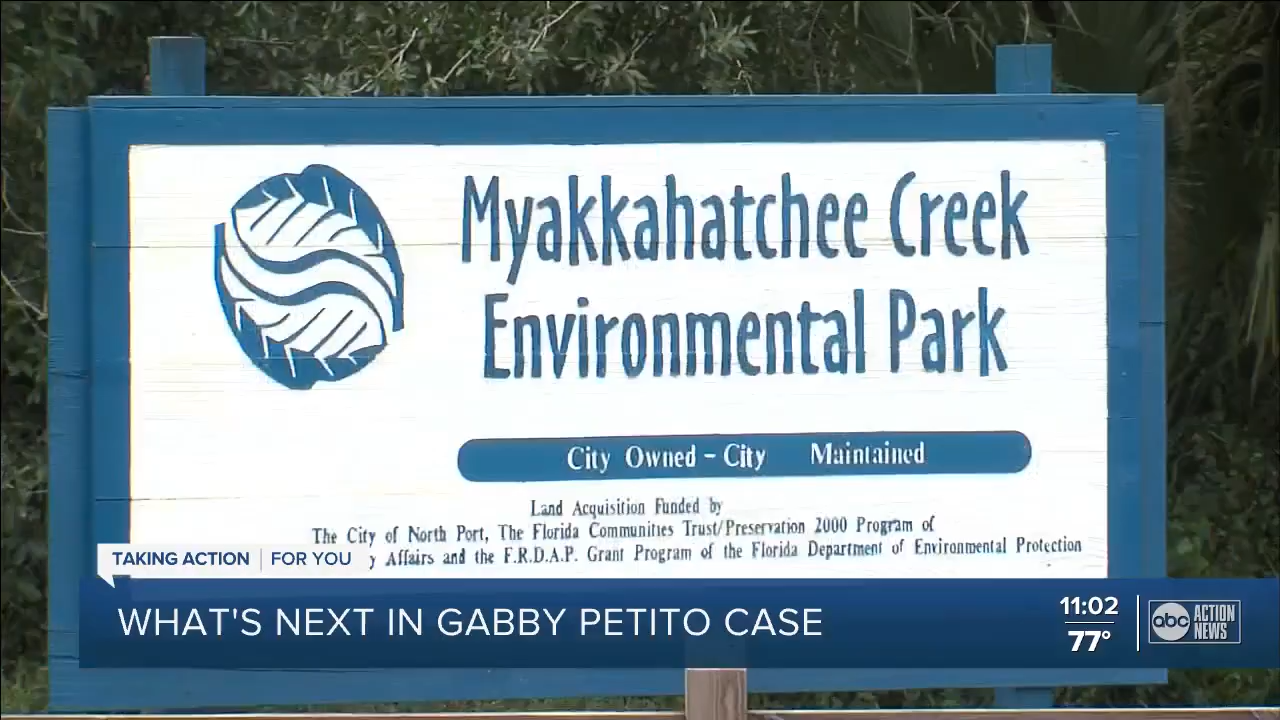 Myakkahatchee Creek
Environmental Park
City Owned - City Maintained
Land Acquisition Funded by
The City of North Port, The Florida Communities Trust/Preservation 2000 Program of
y Affairs and the F.R.D.A.P. Grant Program of the Florida Department of Environmental Protection
TAKING ACTION FOR YOU
WHAT'S NEXT IN GABBY PETITO CASE
11:02
77°
abc ACTION NEWS